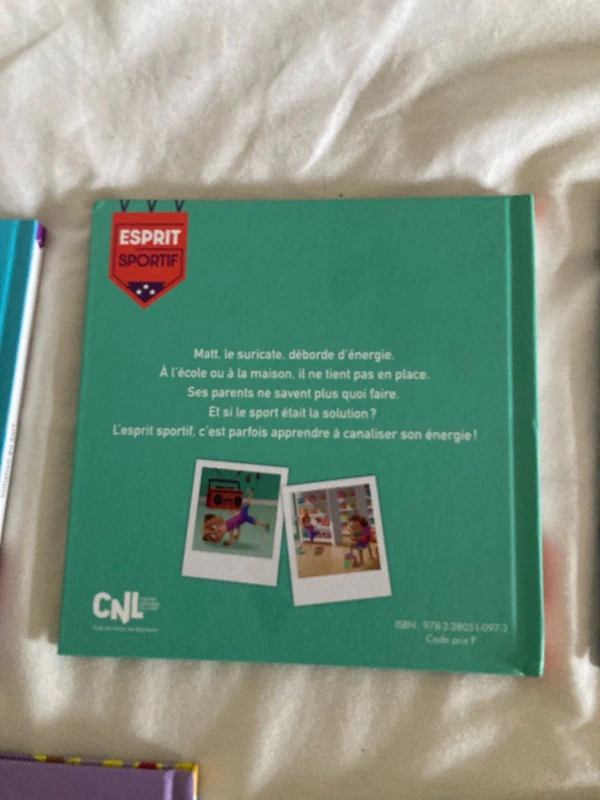 ESPRIT
SPORTIF
Matt, le suricate, déborde d'énergie.
À l'école ou à la maison, il ne tient pas en place.
Ses parents ne savent plus quoi faire.
Et si le sport était la solution ?
L'esprit sportif, c'est parfois apprendre à canaliser son énergie !
CNL
ISBN : 978-2-38051-097-3
Code prix P